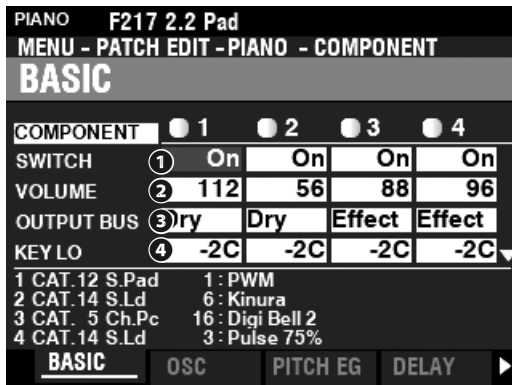 PIANO F217 2.2 Pad
MENU - PATCH EDIT - PIANO - COMPONENT
BASIC
COMPONENT 1 2 3 4
SWITCH 1 On On On On
VOLUME 2 112 56 88 96
OUTPUT BUS 3 Dry Dry Effect Effect
KEY LO 4 -2C -2C -2C -2C
1 CAT.12 S.Pad 1 : PWM
2 CAT.14 S.Ld 6 : Kinura
3 CAT. 5 Ch.Pc 16 : Digi Bell 2
4 CAT.14 S.Ld 3 : Pulse 75%
BASIC OSC PITCH EG DELAY